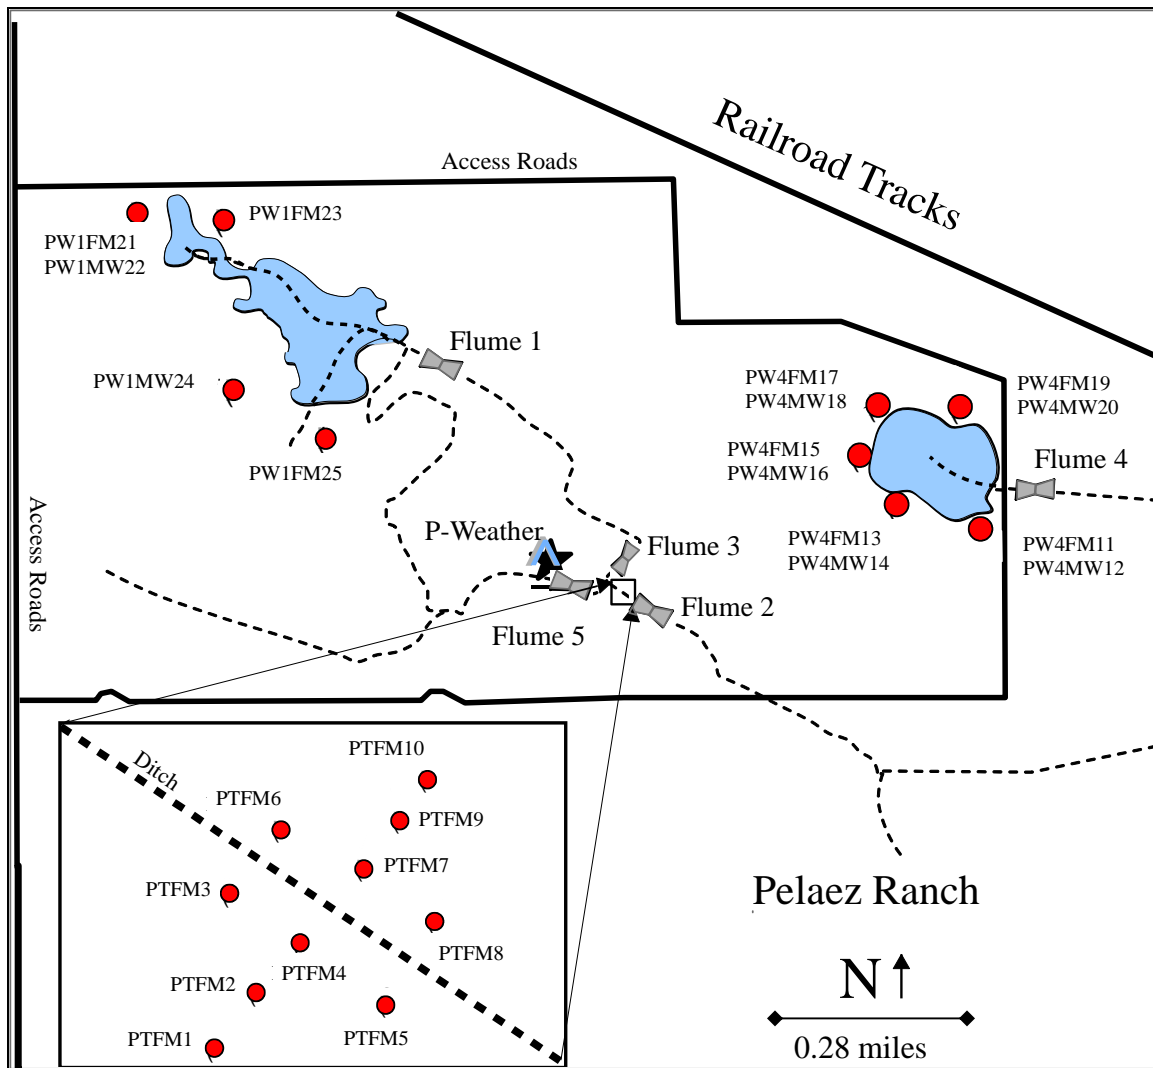 Railroad Tracks
Access Roads
PW1FM23
PW1FM21
PW1MW22
Flume 1
PW1MW24
PW1FM25
PW4FM17
PW4MW18
PW4FM19
PW4MW20
PW4FM15
PW4MW16
Flume 4
PW4FM13
PW4MW14
PW4FM11
PW4MW12
Access Roads
P-Weather
Flume 3
Flume 2
Flume 5
Ditch
PTFM10
PTFM6
PTFM9
PTFM7
PTFM3
PTFM8
PTFM4
PTFM2
PTFM5
PTFM1
Pelaez Ranch
N
0.28 miles